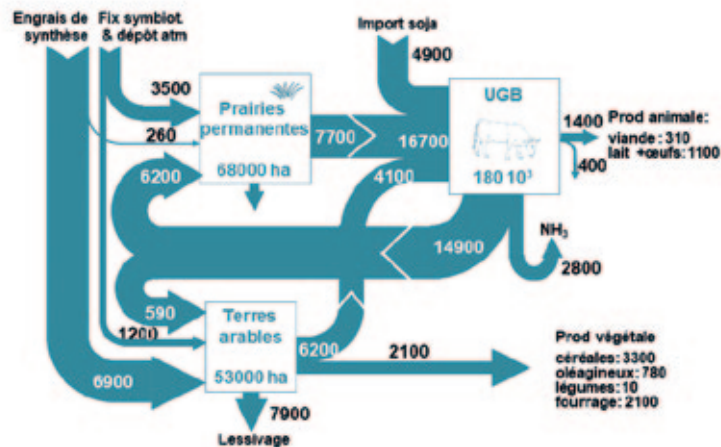 Engrais de
synthèse
Fix symbiot.
& dépôt atm
Import soja
4900
3500
Prairies
permanentes
260
68000 ha
7700
16700
UGB
180 10³
1400
Prod animale:
viande: 310
lait +œufs: 1100
400
6200
4100
14900
NH₃
2800
590
1200
Terres
arables
53000 ha
6200
2100
6900
7900
Lessivage
Prod végétale
céréales: 3300
oléagineux: 780
légumes: 10
fourrage: 2100